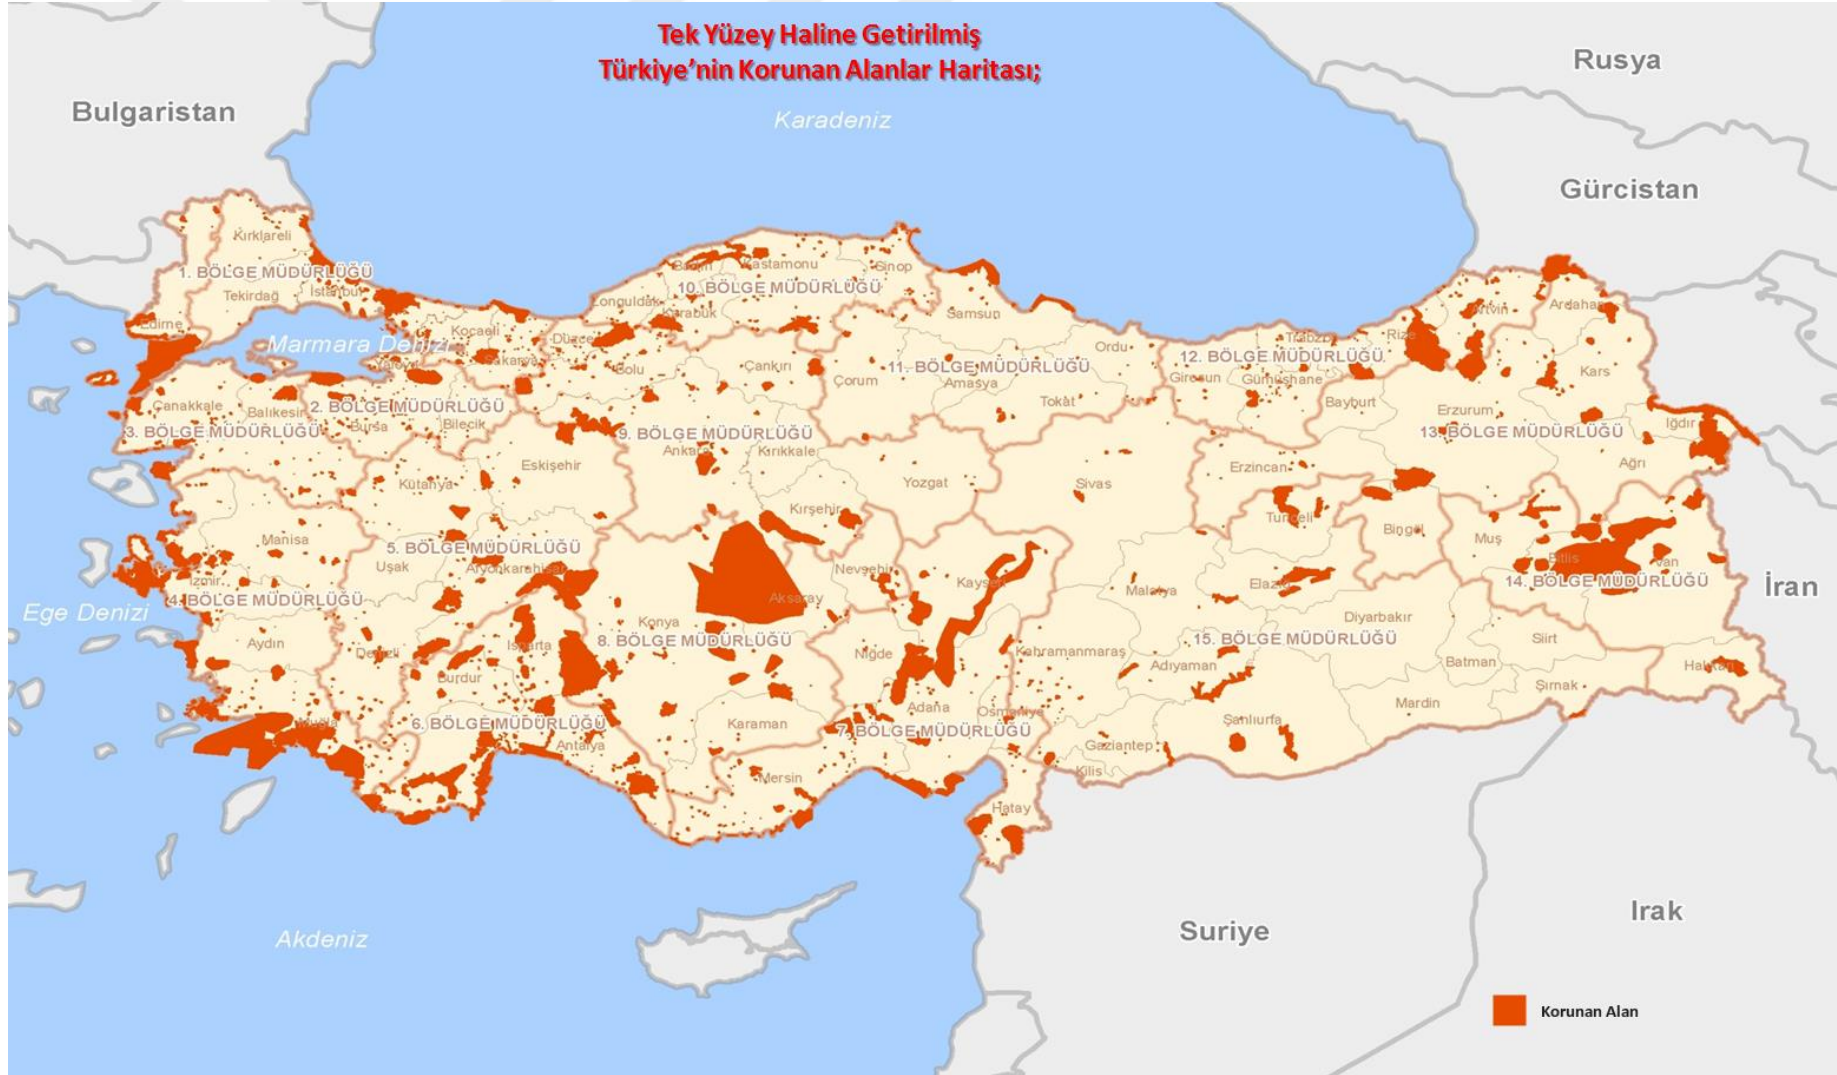 Tek Yüzey Haline Getirilmiş
Türkiye'nin Korunan Alanlar Haritası;
Rusya
Bulgaristan
Karadeniz
Gürcistan
Kırklareli
1. BÖLGE MÜDÜRLÜĞÜ
Tekirdağ
İstanbul
Edirne
Marmara Denizi
Kocaeli
Sakarya
Yalova
Düzce
Bolu
Bartın
Kastamonu
Sinop
10. BÖLGE MÜDÜRLÜĞÜ
Zonguldak
Karabük
Samsun
Çankırı
Çorum
11. BÖLGE MÜDÜRLÜĞÜ
Amasya
Ordu
Tokat
Trabzon
Rize
Artvin
Ardahan
12. BÖLGE MÜDÜRLÜĞÜ
Giresun
Gümüşhane
Bayburt
Kars
Erzurum
13. BÖLGE MÜDÜRLÜĞÜ
Iğdır
Ağrı
Çanakkale
Balıkesir
2. BÖLGE MÜDÜRLÜĞÜ
3. BÖLGE MÜDÜRLÜĞÜ
Bursa
Bilecik
9. BÖLGE MÜDÜRLÜĞÜ
Ankara
Kırıkkale
Eskişehir
Kütahya
Yozgat
Sivas
Erzincan
Kırşehir
Tunceli
Bingöl
Muş
Bitlis
Van
14. BÖLGE MÜDÜRLÜĞÜ
İran
Manisa
5. BÖLGE MÜDÜRLÜĞÜ
Uşak
Afyonkarahisar
İzmir
4. BÖLGE MÜDÜRLÜĞÜ
Ege Denizi
Nevşehir
Kayseri
Aksaray
Malatya
Elazığ
Diyarbakır
Konya
8. BÖLGE MÜDÜRLÜĞÜ
15. BÖLGE MÜDÜRLÜĞÜ
Siirt
Aydın
Denizli
Isparta
Burdur
Niğde
Kahramanmaraş
Adıyaman
Batman
Hakkari
Şırnak
Mardin
Muğla
6. BÖLGE MÜDÜRLÜĞÜ
Antalya
Karaman
Adana
Osmaniye
7. BÖLGE MÜDÜRLÜĞÜ
Şanlıurfa
Gaziantep
Kilis
Mersin
Hatay
Akdeniz
Suriye
Irak
Korunan Alan